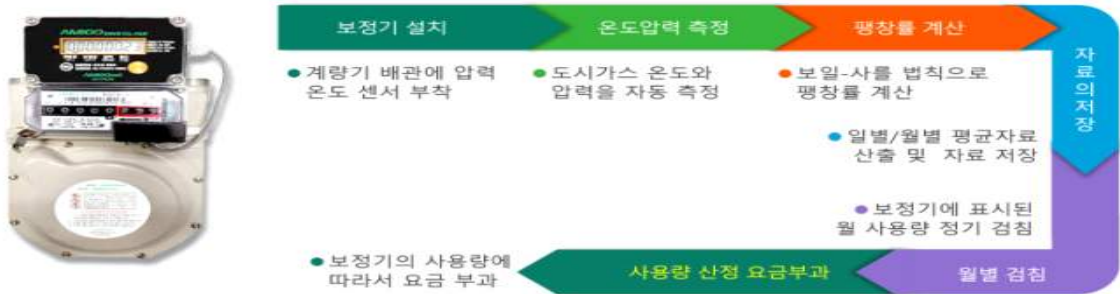 AMICO
보정기 설치
온도압력 측정
팽창률 계산
자료의저장
● 계량기 배관에 압력
온도 센서 부착
● 도시가스 온도와
압력을 자동 측정
● 보일-샤를 법칙으로
팽창률 계산
● 일별/월별 평균자료
산출 및 자료 저장
● 보정기에 표시된
월 사용량 정기 검침
월별 검침
사용량 산정 요금부과
● 보정기의 사용량에
따라서 요금 부과